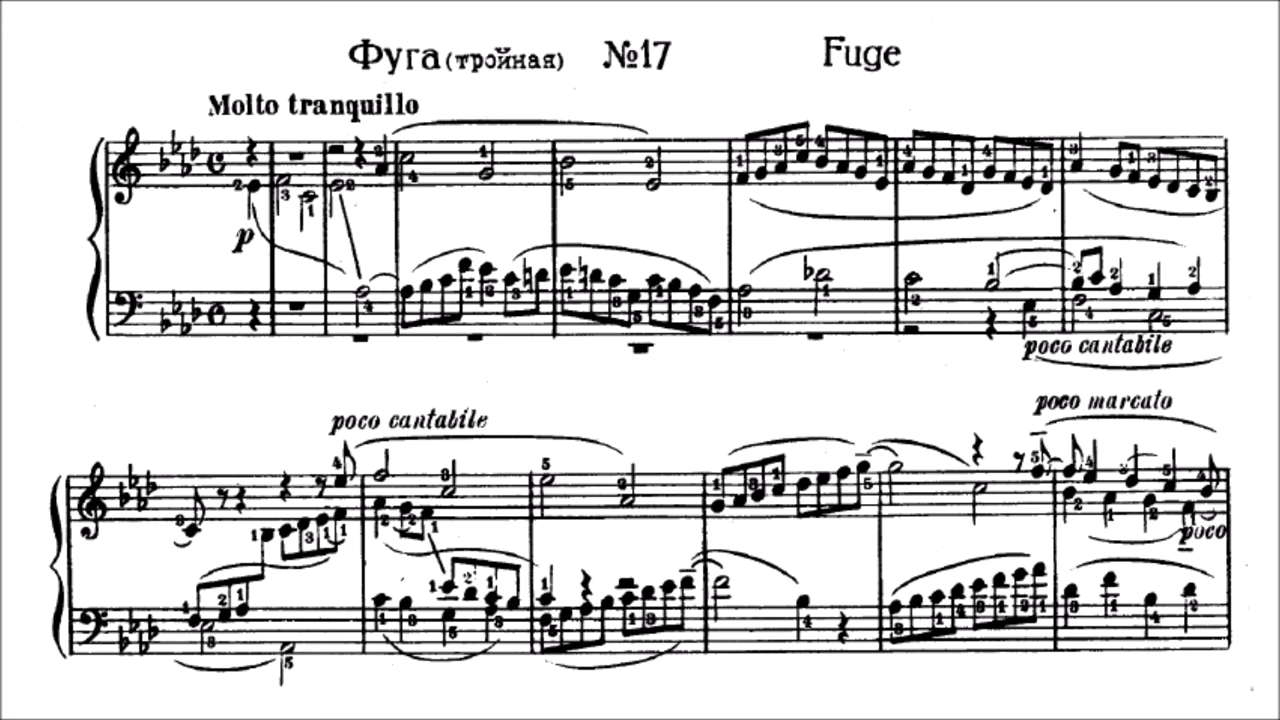 Фуга (тройная) №17 Fuge
Molto tranquillo
p
poco cantabile
poco cantabile
poco marcato
poco